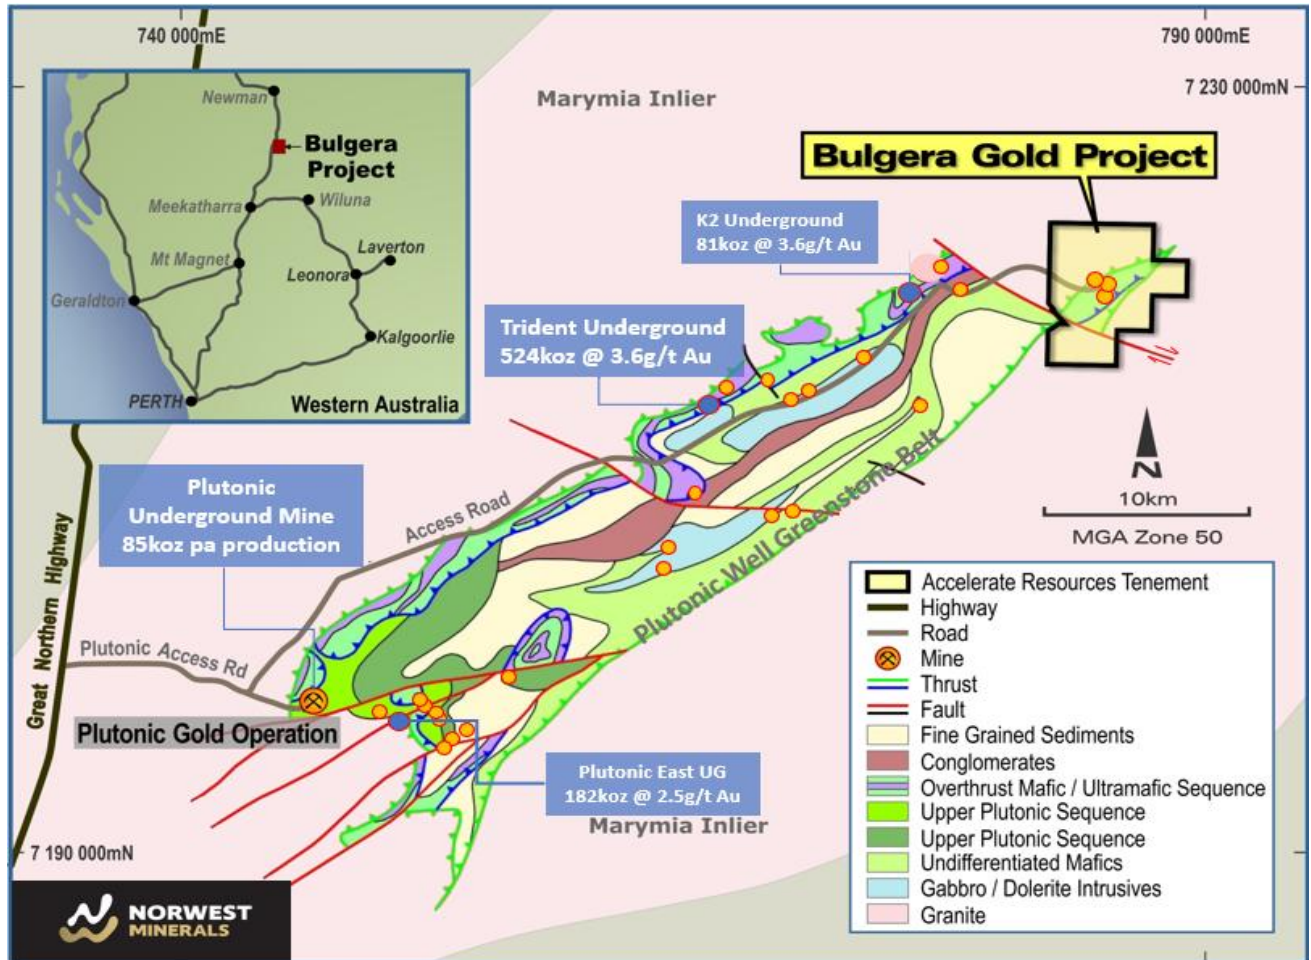 740 000mE
790 000mE
7 230 000mN
Marymia Inlier
Newman
Bulgera
Project
Meekatharra
Wiluna
Mt Magnet
Laverton
Leonora
Geraldton
Kalgoorlie
PERTH
Western Australia
Bulgera Gold Project
K2 Underground
81koz @ 3.6g/t Au
Trident Underground
524koz @ 3.6g/t Au
Plutonic
Underground Mine
85koz pa production
Access Road
Plutonic Well Greenstone Belt
N
10km
MGA Zone 50
Great Northern Highway
Plutonic Access Rd
Plutonic Gold Operation
Plutonic East UG
182koz @ 2.5g/t Au
Marymia Inlier
7 190 000mN
NORWEST
MINERALS
Accelerate Resources Tenement
Highway
Road
Mine
Thrust
Fault
Fine Grained Sediments
Conglomerates
Overthrust Mafic / Ultramafic Sequence
Upper Plutonic Sequence
Upper Plutonic Sequence
Undifferentiated Mafics
Gabbro / Dolerite Intrusives
Granite